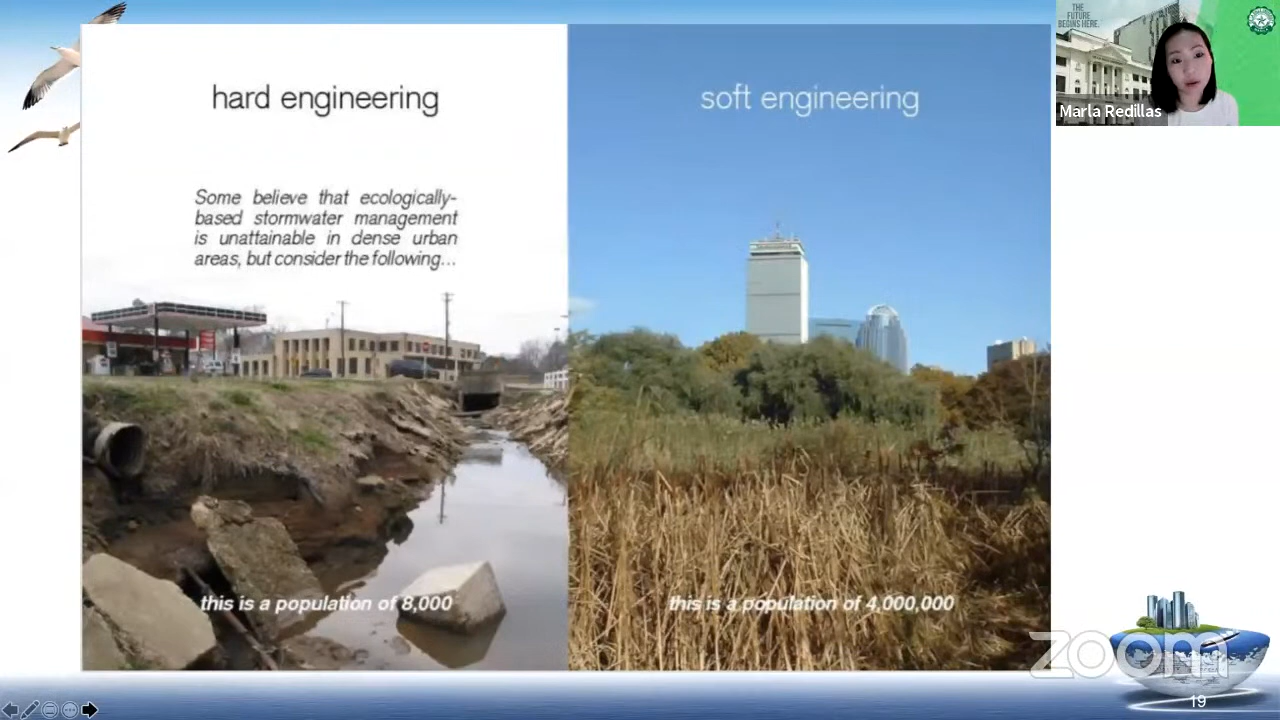 hard engineering
Some believe that ecologically-
based stormwater management
is unattainable in dense urban
areas, but consider the following...
this is a population of 8,000
soft engineering
this is a population of 4,000,000
THE
FUTURE
BEGINS HERE.
Marla Redillas
zoom
19